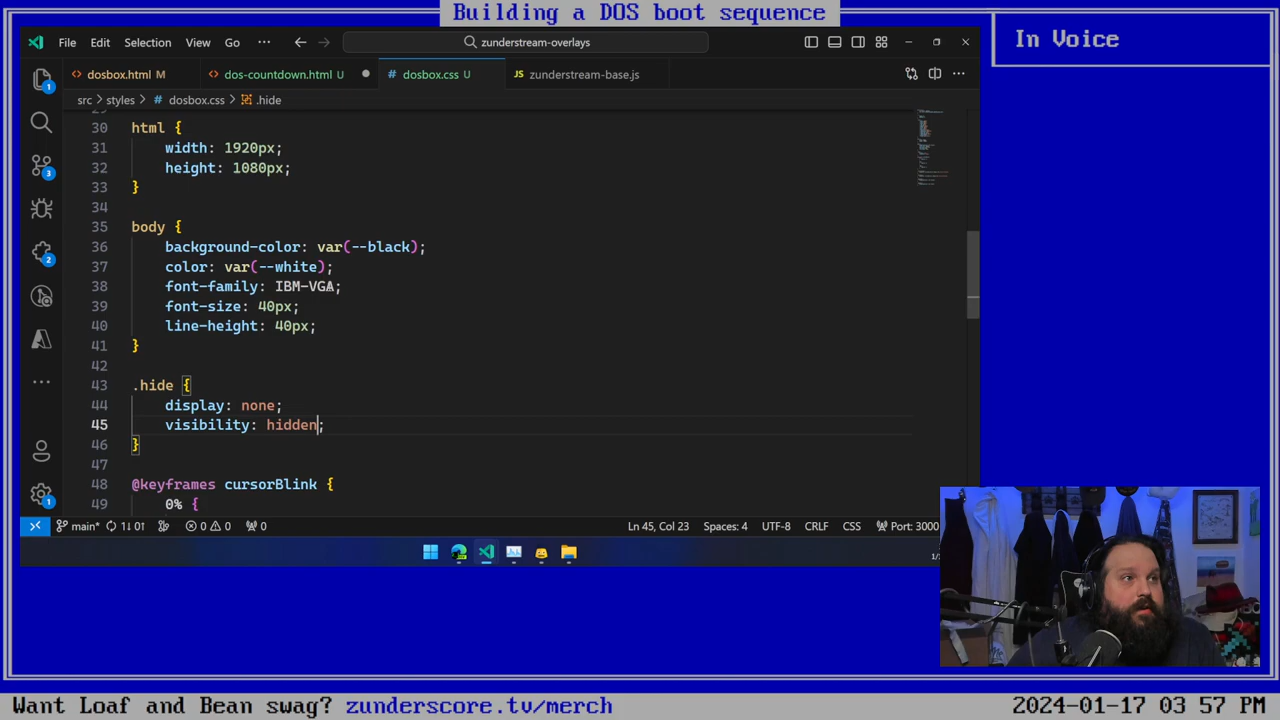 Building a DOS boot sequence
In Voice
File Edit Selection View Go ··· zunderstream-overlays
dosbox.html M dos-countdown.html U dosbox.css U JS zunderstream-base.js
src > styles > # dosbox.css > .hide
30 html {
31 width: 1920px;
32 height: 1080px;
33 }
34
35 body {
36 background-color: var(--black);
37 color: var(--white);
38 font-family: IBM-VGA;
39 font-size: 40px;
40 line-height: 40px;
41 }
42
43 .hide {
44 display: none;
45 visibility: hidden;
46 }
47
48 @keyframes cursorBlink {
49 0% {
main* 1↓ 0↑ 0 0 0 Ln 45, Col 23 Spaces: 4 UTF-8 CRLF CSS Port: 3000
Want Loaf and Bean swag? zunderscore.tv/merch 2024-01-17 03 57 PM